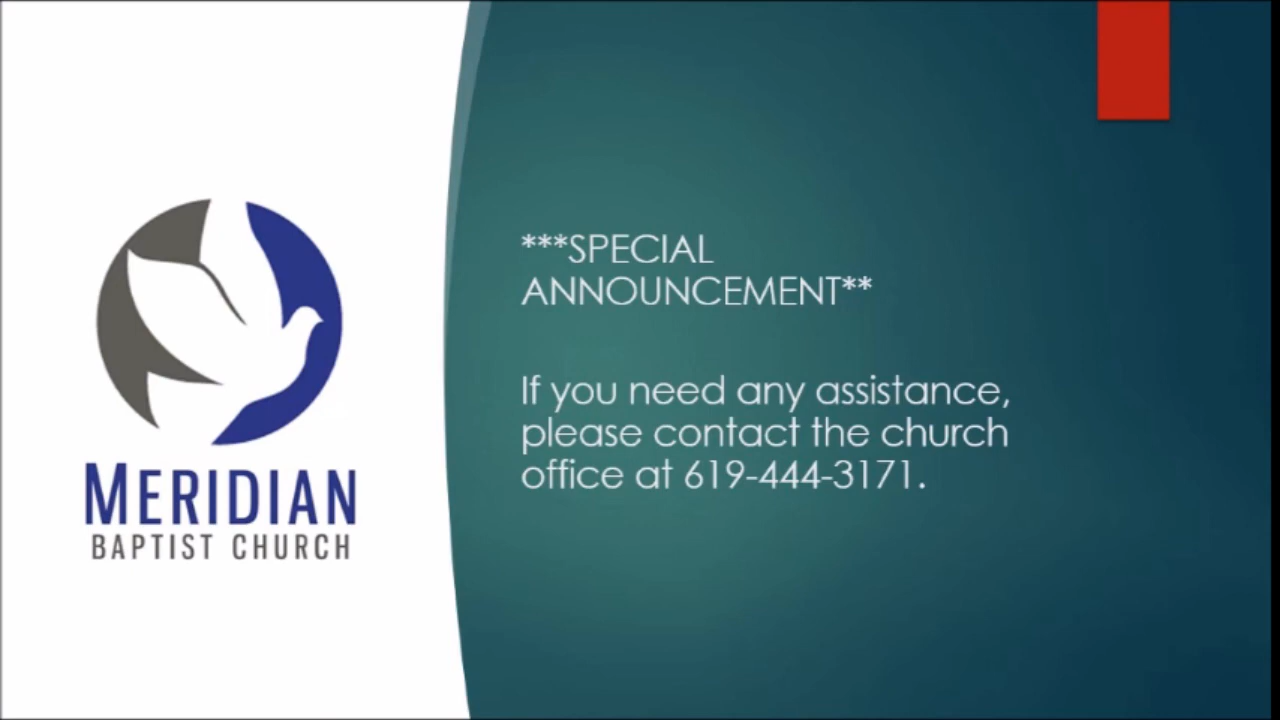 MERIDIAN
BAPTIST CHURCH
***SPECIAL
ANNOUNCEMENT**
If you need any assistance,
please contact the church
office at 619-444-3171.